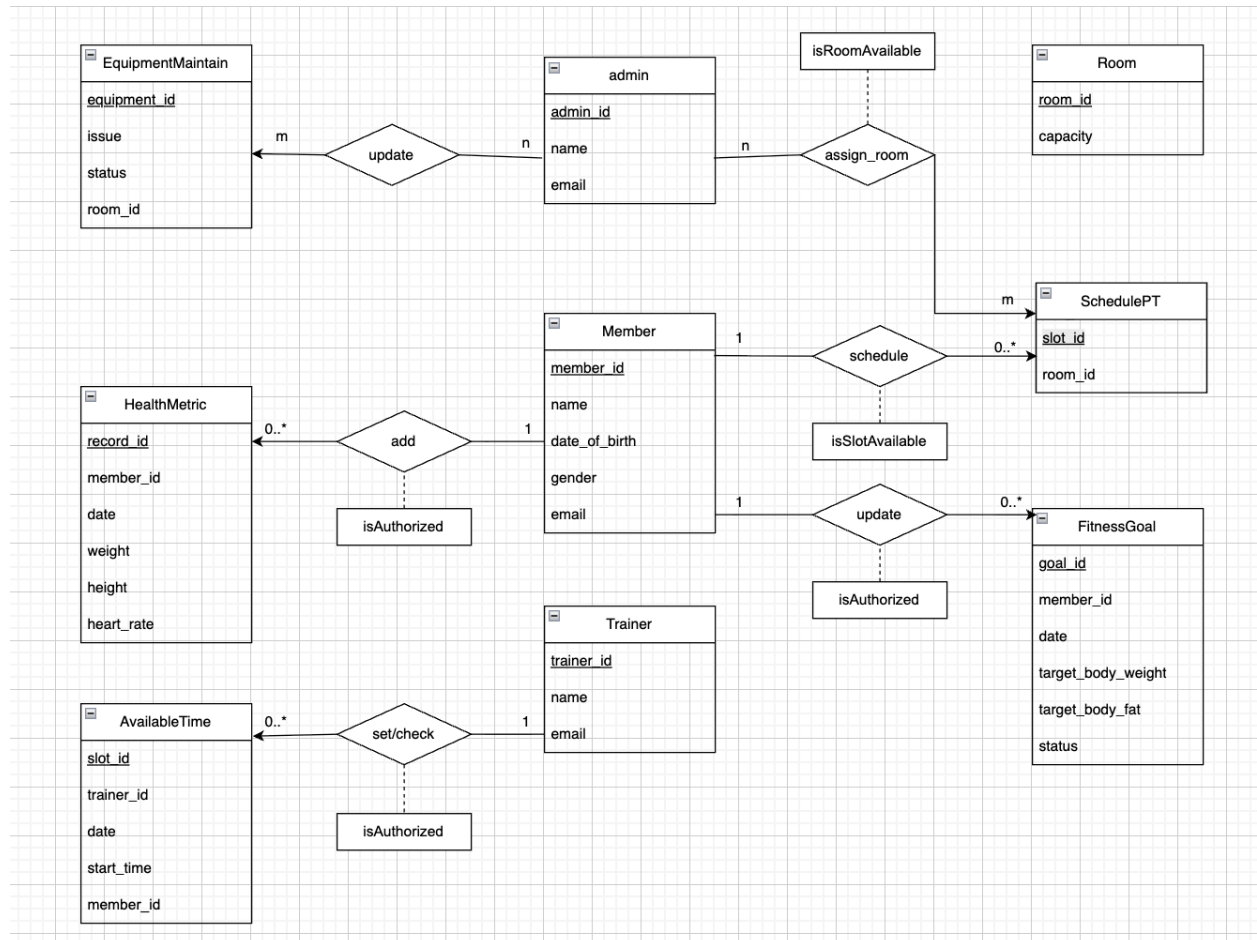 EquipmentMaintain
equipment_id
issue
status
room_id
m
update
n
admin
admin_id
name
email
n
isRoomAvailable
assign_room
Room
room_id
capacity
m
SchedulePT
slot_id
room_id
Member
member_id
name
date_of_birth
gender
email
1
schedule
0..*
isSlotAvailable
HealthMetric
record_id
member_id
date
weight
height
heart_rate
0..*
add
1
isAuthorized
1
update
0..*
isAuthorized
FitnessGoal
goal_id
member_id
date
target_body_weight
target_body_fat
status
Trainer
trainer_id
name
email
AvailableTime
slot_id
trainer_id
date
start_time
member_id
0..*
set/check
1
isAuthorized